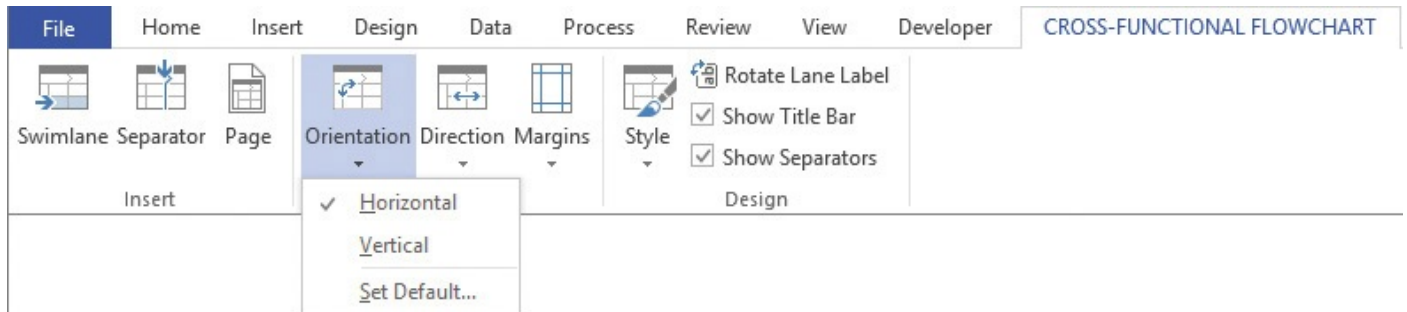 File Home Insert Design Data Process Review View Developer CROSS-FUNCTIONAL FLOWCHART
Rotate Lane Label
Show Title Bar
Swimlane Separator Page Orientation Direction Margins Style
Show Separators
Insert Design
Horizontal
Vertical
Set Default...